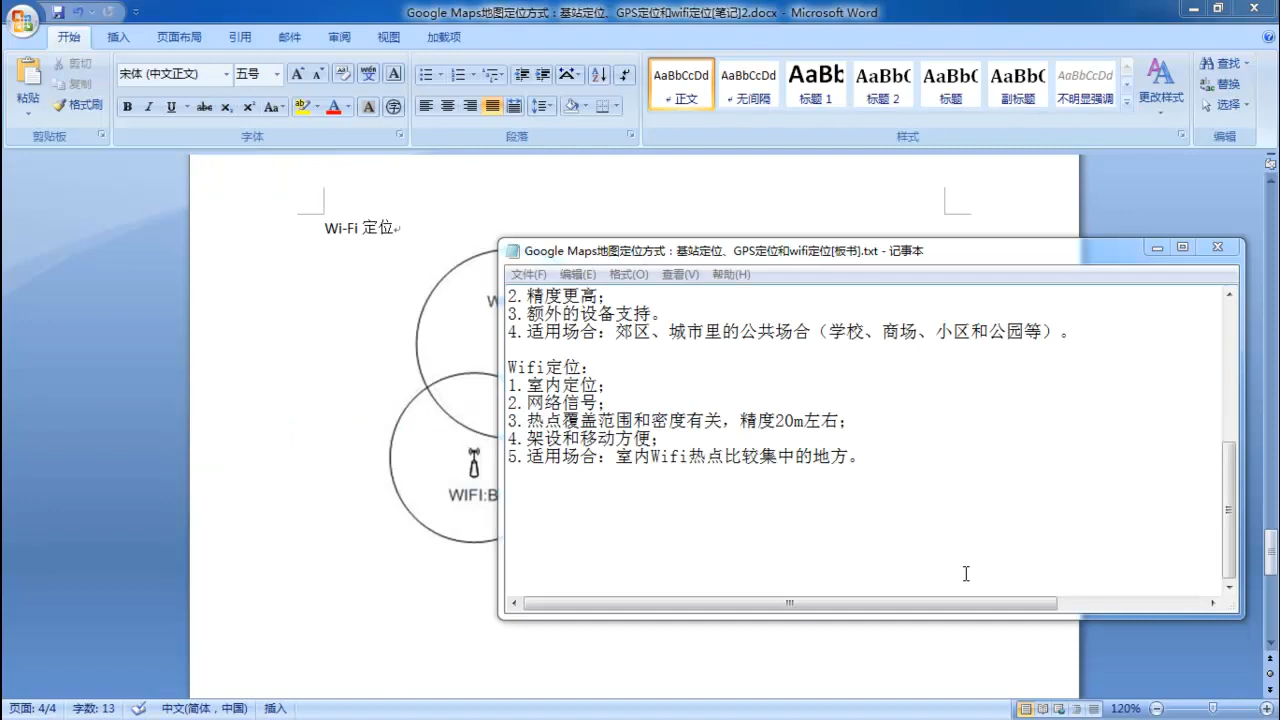 Google Maps地图定位方式：基站定位、GPS定位和wifi定位[笔记]2.docx - Microsoft Word
开始 插入 页面布局 引用 邮件 审阅 视图 加载项
粘贴 剪切 复制 格式刷
宋体 (中文正文) 五号
AaBbCcDd AaBbCcDd AaBb AaBbC AaBbC AaBbC AaBbCcDd
正文 无间隔 标题 1 标题 2 标题 副标题 不明显强调
更改样式 查找 替换 选择
剪贴板 字体 段落 样式 编辑
Wi-Fi 定位
WIFI:B
Google Maps地图定位方式：基站定位、GPS定位和wifi定位[板书].txt - 记事本
文件(F) 编辑(E) 格式(O) 查看(V) 帮助(H)
2.精度更高；
3.额外的设备支持。
4.适用场合：郊区、城市里的公共场合（学校、商场、小区和公园等）。
Wifi定位：
1.室内定位；
2.网络信号；
3.热点覆盖范围和密度有关，精度20m左右；
4.架设和移动方便；
5.适用场合：室内Wifi热点比较集中的地方。
页面: 4/4 字数: 13 中文(简体，中国) 插入 120%